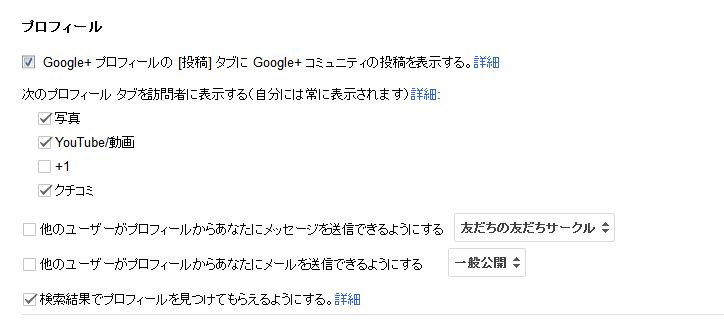 プロフィール
Google+ プロフィールの [投稿] タブに Google+ コミュニティの投稿を表示する。詳細
次のプロフィール タブを訪問者に表示する（自分には常に表示されます）詳細:
写真
YouTube/動画
+1
クチコミ
他のユーザーがプロフィールからあなたにメッセージを送信できるようにする 友だちの友だちサークル
他のユーザーがプロフィールからあなたにメールを送信できるようにする 一般公開
検索結果でプロフィールを見つけてもらえるようにする。詳細